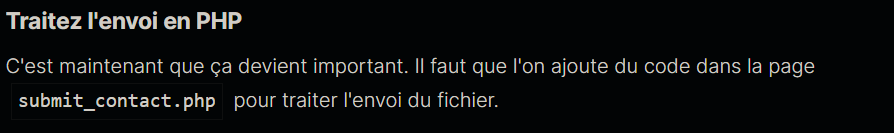 Traitez l'envoi en PHP
C'est maintenant que ça devient important. Il faut que l'on ajoute du code dans la page
submit_contact.php pour traiter l'envoi du fichier.